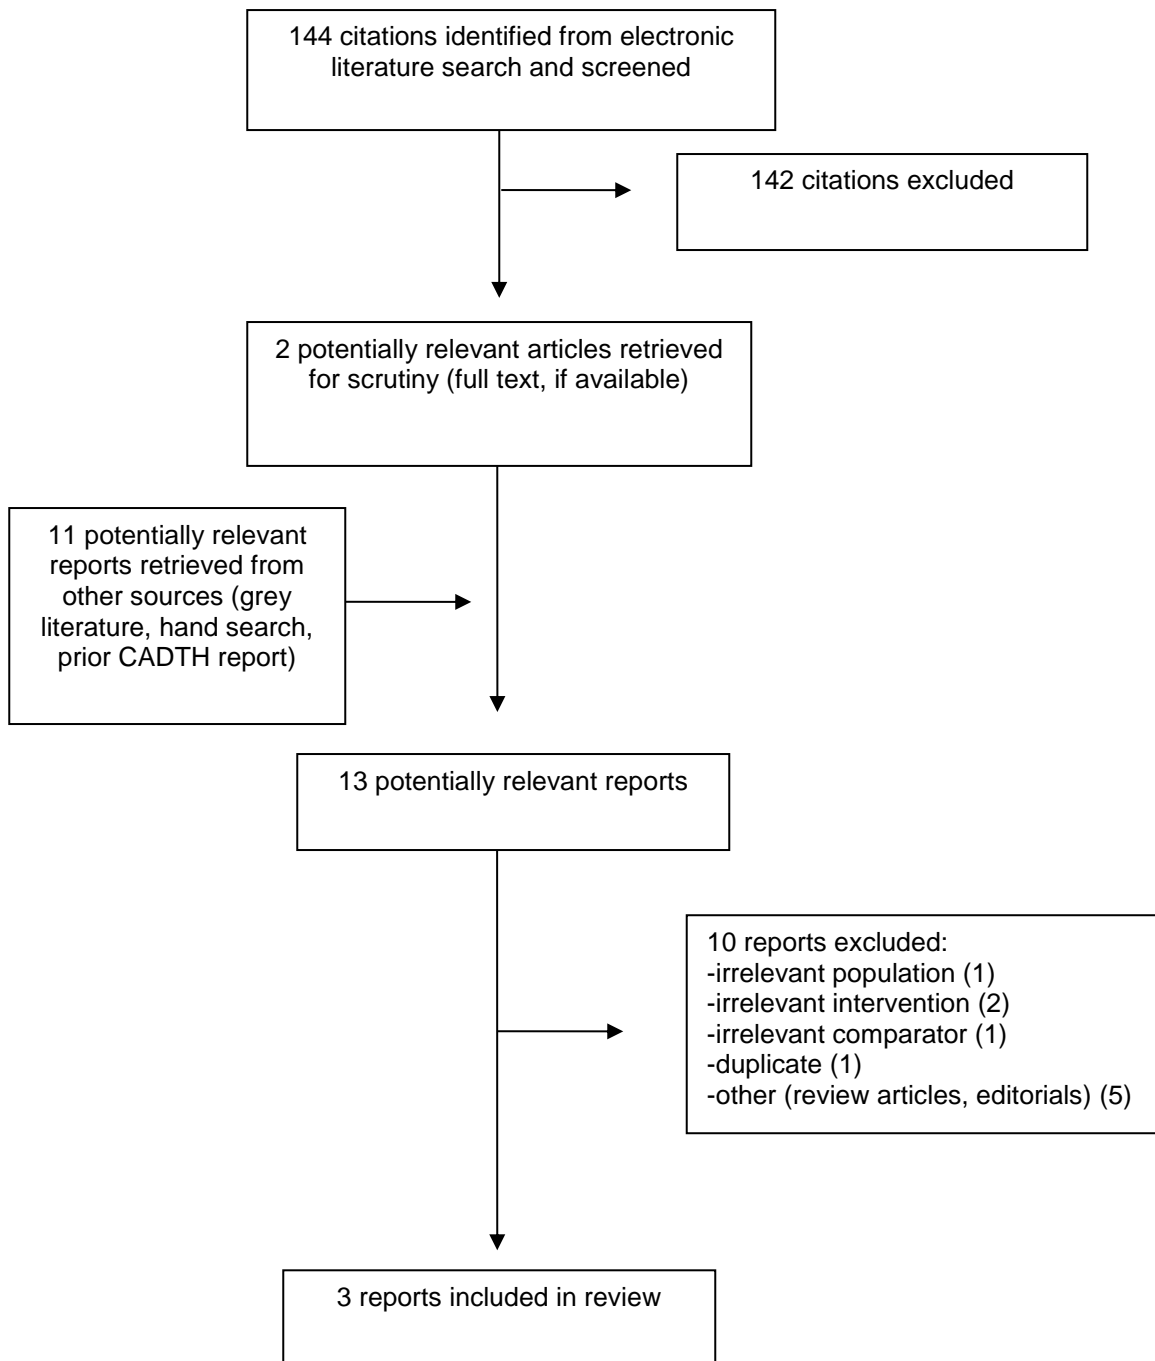 144 citations identified from electronic
literature search and screened
142 citations excluded
2 potentially relevant articles retrieved
for scrutiny (full text, if available)
11 potentially relevant
reports retrieved from
other sources (grey
literature, hand search,
prior CADTH report)
13 potentially relevant reports
10 reports excluded:
-irrelevant population (1)
-irrelevant intervention (2)
-irrelevant comparator (1)
-duplicate (1)
-other (review articles, editorials) (5)
3 reports included in review